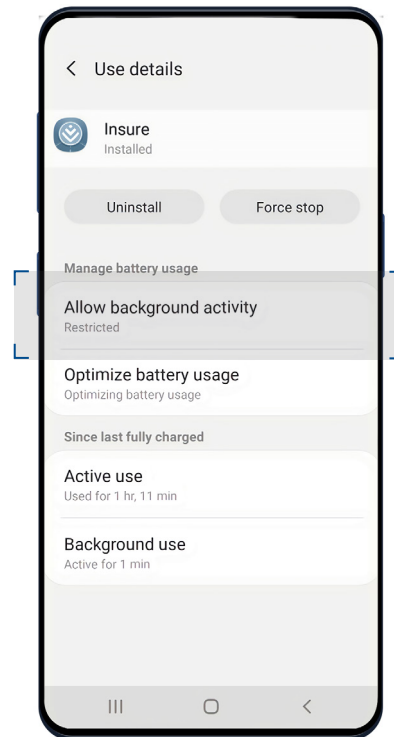 Use details
Insure
Installed
Uninstall
Force stop
Manage battery usage
Allow background activity
Restricted
Optimize battery usage
Optimizing battery usage
Since last fully charged
Active use
Used for 1 hr, 11 min
Background use
Active for 1 min